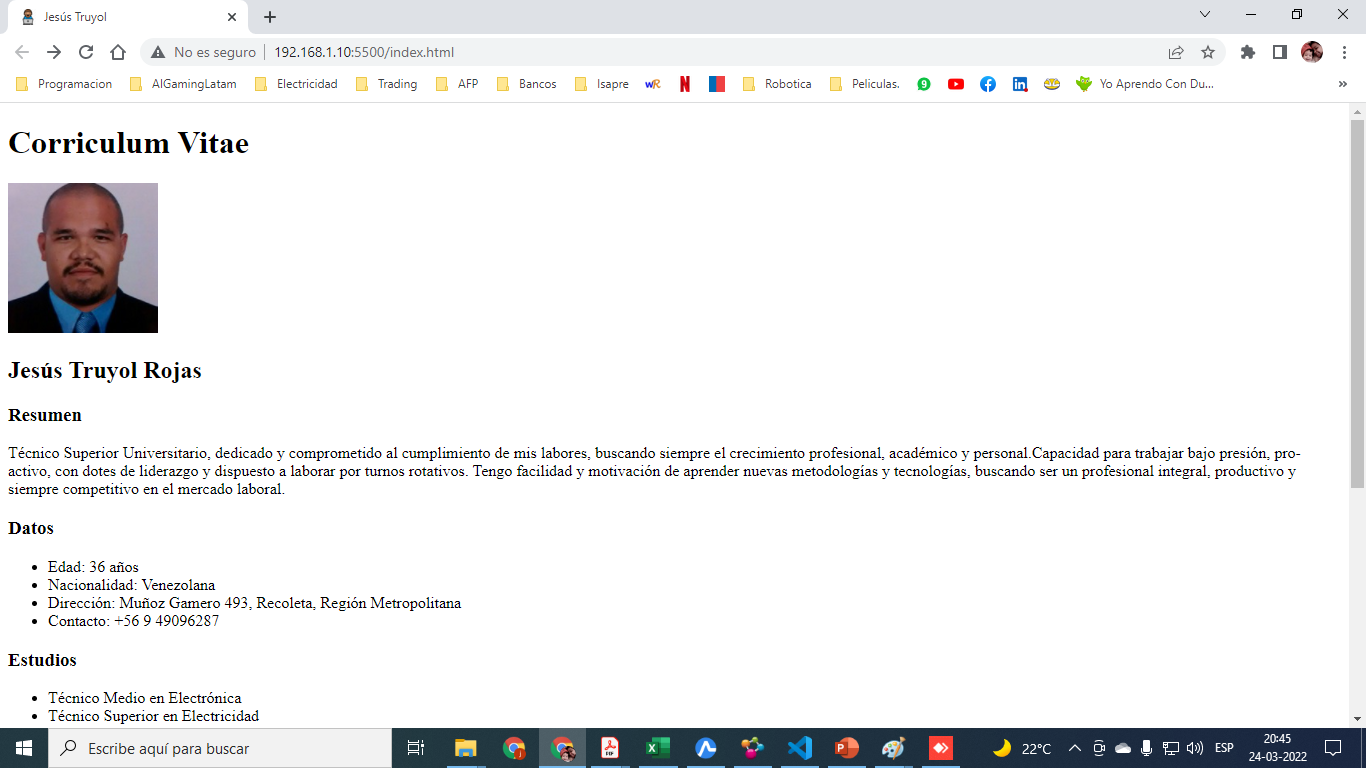 Jesús Truyol
No es seguro 192.168.1.10:5500/index.html
Programacion AIGamingLatam Electricidad Trading AFP Bancos Isapre wR N Robotica Peliculas. 9 Yo Aprendo Con Du... »
Corriculum Vitae
Jesús Truyol Rojas
Resumen
Técnico Superior Universitario, dedicado y comprometido al cumplimiento de mis labores, buscando siempre el crecimiento profesional, académico y personal.Capacidad para trabajar bajo presión, pro-
activo, con dotes de liderazgo y dispuesto a laborar por turnos rotativos. Tengo facilidad y motivación de aprender nuevas metodologías y tecnologías, buscando ser un profesional integral, productivo y
siempre competitivo en el mercado laboral.
Datos
Edad: 36 años
Nacionalidad: Venezolana
Dirección: Muñoz Gamero 493, Recoleta, Región Metropolitana
Contacto: +56 9 49096287
Estudios
Técnico Medio en Electrónica
Técnico Superior en Electricidad
Escribe aquí para buscar
22°C
ESP
20:45
24-03-2022